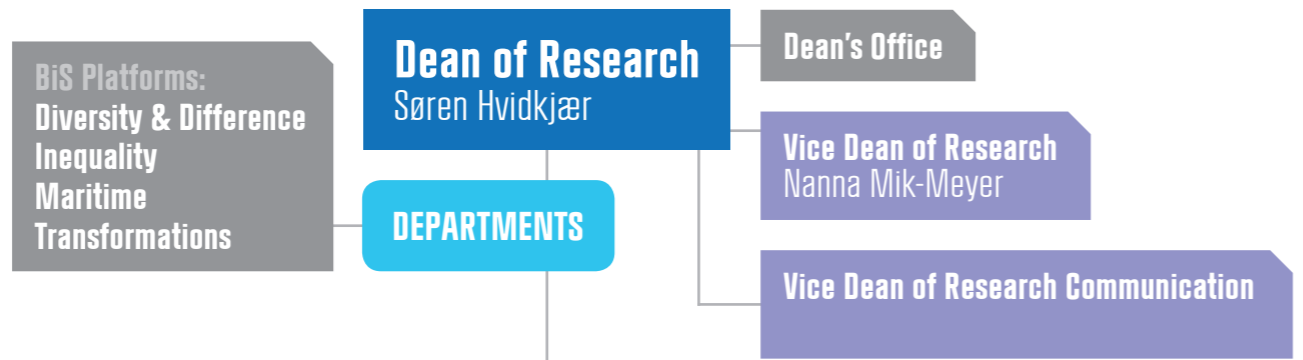 BiS Platforms:
Diversity & Difference
Inequality
Maritime
Transformations
Dean of Research
Søren Hvidkjær
DEPARTMENTS
Dean's Office
Vice Dean of Research
Nanna Mik-Meyer
Vice Dean of Research Communication